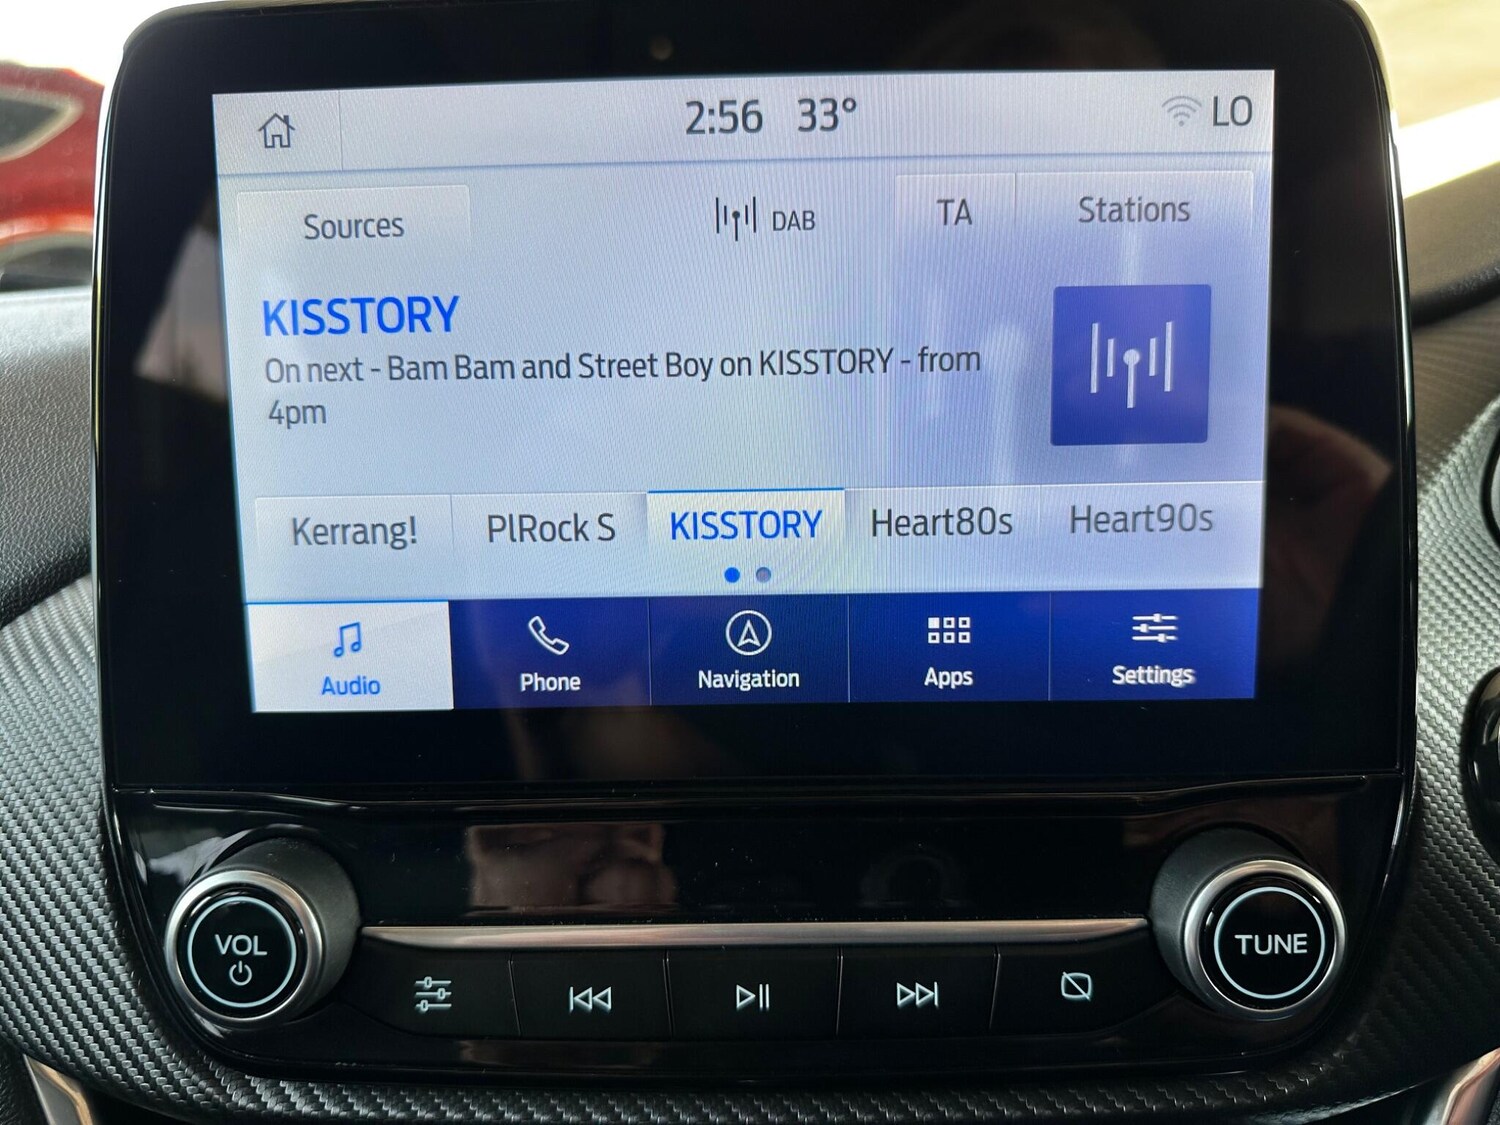 2:56 33° LO
Sources DAB TA Stations
KISSTORY
On next - Bam Bam and Street Boy on KISSTORY - from
4pm
Kerrang! PlRock S KISSTORY Heart80s Heart90s
Audio Phone Navigation Apps Settings
VOL TUNE